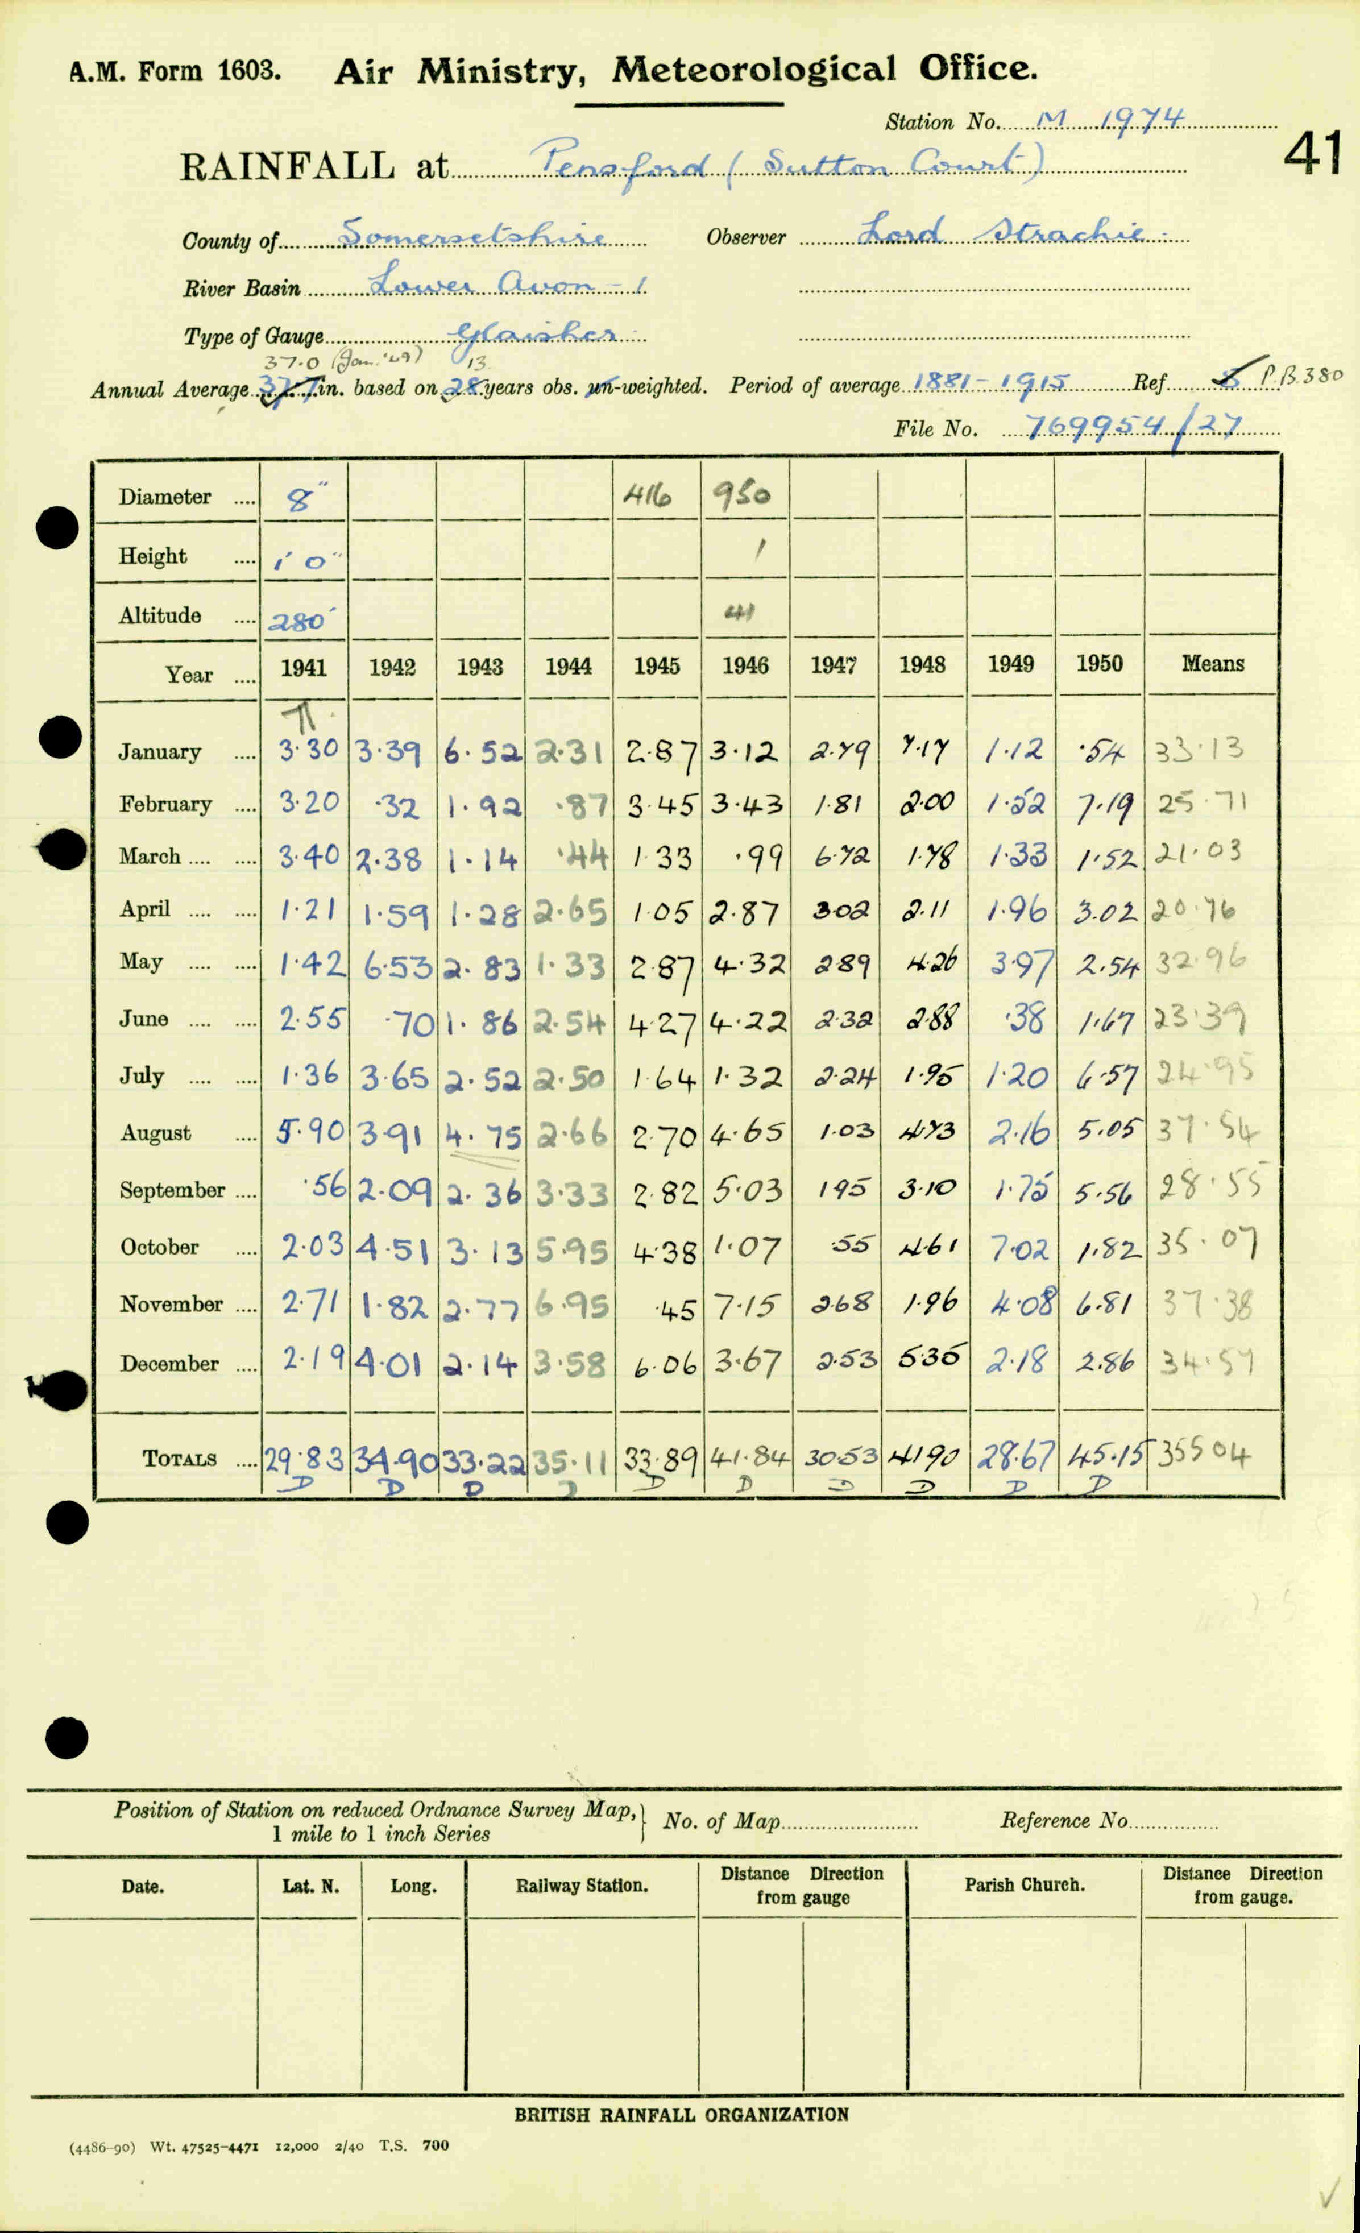 A.M. Form 1603. Air Ministry, Meteorological Office.
Station No. M 1974
41
RAINFALL at Pensford (Sutton Court)
County of Somersetshire Observer Lord Strachie.
River Basin Lower Avon - 1
Type of Gauge Glaisher
37.0 (Jan. '49) 13
Annual Average 37.7 in. based on 28 years obs. un-weighted. Period of average 1881-1915 Ref. 8 P B.380
File No. 769954/27
Diameter .... 8" 416 950
Height .... 1' 0" 1
Altitude .... 280' 41
Year .... 1941 1942 1943 1944 1945 1946 1947 1948 1949 1950 Means
January .... 3.30 3.39 6.52 2.31 2.87 3.12 2.79 7.17 1.12 .54 33.13
February .... 3.20 .32 1.92 .87 3.45 3.43 1.81 2.00 1.52 7.19 25.71
March .... .... 3.40 2.38 1.14 .44 1.33 .99 6.72 1.78 1.33 1.52 21.03
April .... .... 1.21 1.59 1.28 2.65 1.05 2.87 302 2.11 1.96 3.02 20.76
May .... .... 1.42 6.53 2.83 1.33 2.87 4.32 289 4.26 3.97 2.54 32.96
June .... .... 2.55 .70 1.86 2.54 4.27 4.22 2.32 2.88 .38 1.67 23.39
July .... .... 1.36 3.65 2.52 2.50 1.64 1.32 2.24 1.95 1.20 6.57 24.95
August .... 5.90 3.91 4.75 2.66 2.70 4.65 1.03 4.73 2.16 5.05 37.54
September .... .56 2.09 2.36 3.33 2.82 5.03 195 3.10 1.75 5.56 28.55
October .... 2.03 4.51 3.13 5.95 4.38 1.07 .55 4.61 7.02 1.82 35.07
November .... 2.71 1.82 2.77 6.95 .45 7.15 2.68 1.96 4.08 6.81 37.38
December .... 2.19 4.01 2.14 3.58 6.06 3.67 2.53 5.35 2.18 2.86 34.57
TOTALS .... 29.83 34.90 33.22 35.11 33.89 41.84 30.53 41.90 28.67 45.15 355 04
D D D D D D D D D D
Position of Station on reduced Ordnance Survey Map, } No. of Map Reference No.
1 mile to 1 inch Series
Date. Lat. N. Long. Railway Station. Distance Direction from gauge Parish Church. Distance Direction from gauge.
BRITISH RAINFALL ORGANIZATION
(4486-90) Wt. 47525-4471 12,000 2/40 T.S. 700